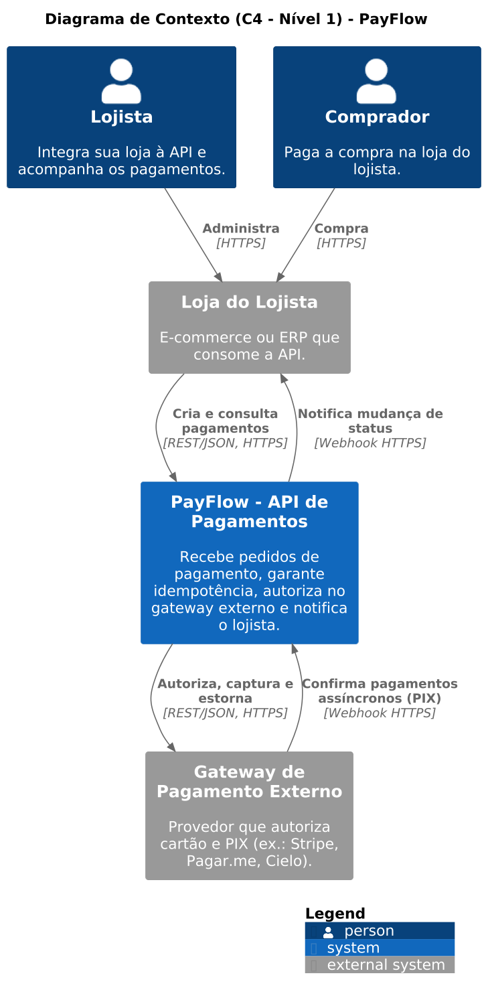 Diagrama de Contexto (C4 - Nível 1) - PayFlow
Lojista
Integra sua loja à API e
acompanha os pagamentos.
Comprador
Paga a compra na loja do
lojista.
Administra
[HTTPS]
Compra
[HTTPS]
Loja do Lojista
E-commerce ou ERP que
consome a API.
Cria e consulta
pagamentos
[REST/JSON, HTTPS]
Notifica mudança de
status
[Webhook HTTPS]
PayFlow - API de
Pagamentos
Recebe pedidos de
pagamento, garante
idempotência, autoriza no
gateway externo e notifica
o lojista.
Autoriza, captura e
estorna
[REST/JSON, HTTPS]
Confirma pagamentos
assíncronos (PIX)
[Webhook HTTPS]
Gateway de
Pagamento Externo
Provedor que autoriza
cartão e PIX (ex.: Stripe,
Pagar.me, Cielo).
Legend
person
system
external system